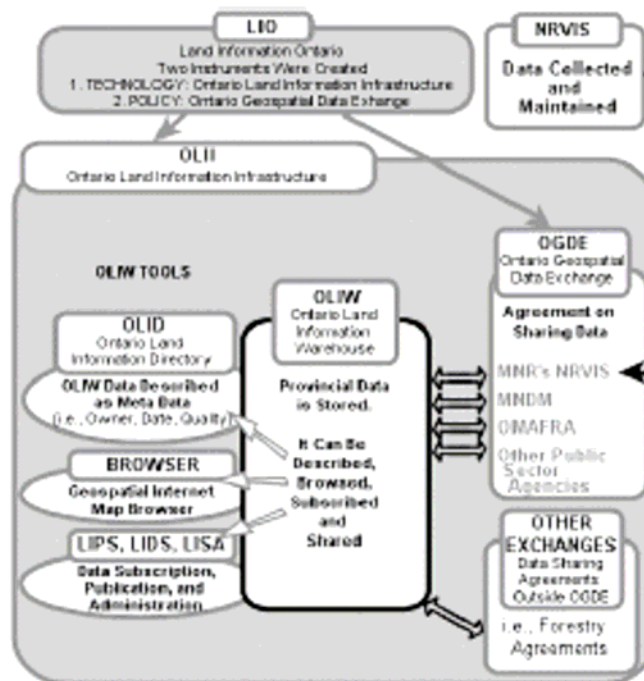 LIO
Land Information Ontario
Two Instruments Were Created
1. TECHNOLOGY: Ontario Land Information Infrastructure
2. POLICY: Ontario Geospatial Data Exhange
NRVIS
Data Collected
and
Maintained
OLII
Ontario Land Information Infrastructure
OGDE
Ontario Geospatial
Data Exchange
Agreement on
Sharing Data
MNR's NRVIS
MNDM
OMAFRA
Other Public
Sector
Agencies
OLIW TOOLS
OLIW
Ontario Land
Information
Warehouse
Provincial Data
is Stored.
It Can Be
Described,
Browsed,
Subscribed
and
Shared
OLID
Ontario Land
Information Directory
OLIW Data Described
as Meta Data
(i.e., Owner, Date, Quality)
BROWSER
Geospatial Internet
Map Browser
LIPS, LIDS, LISA
Data Subscription,
Publication, and
Administration
OTHER
EXCHANGES
Data Sharing
Agreements
Outside OGDE
i.e., Forestry
Agreements